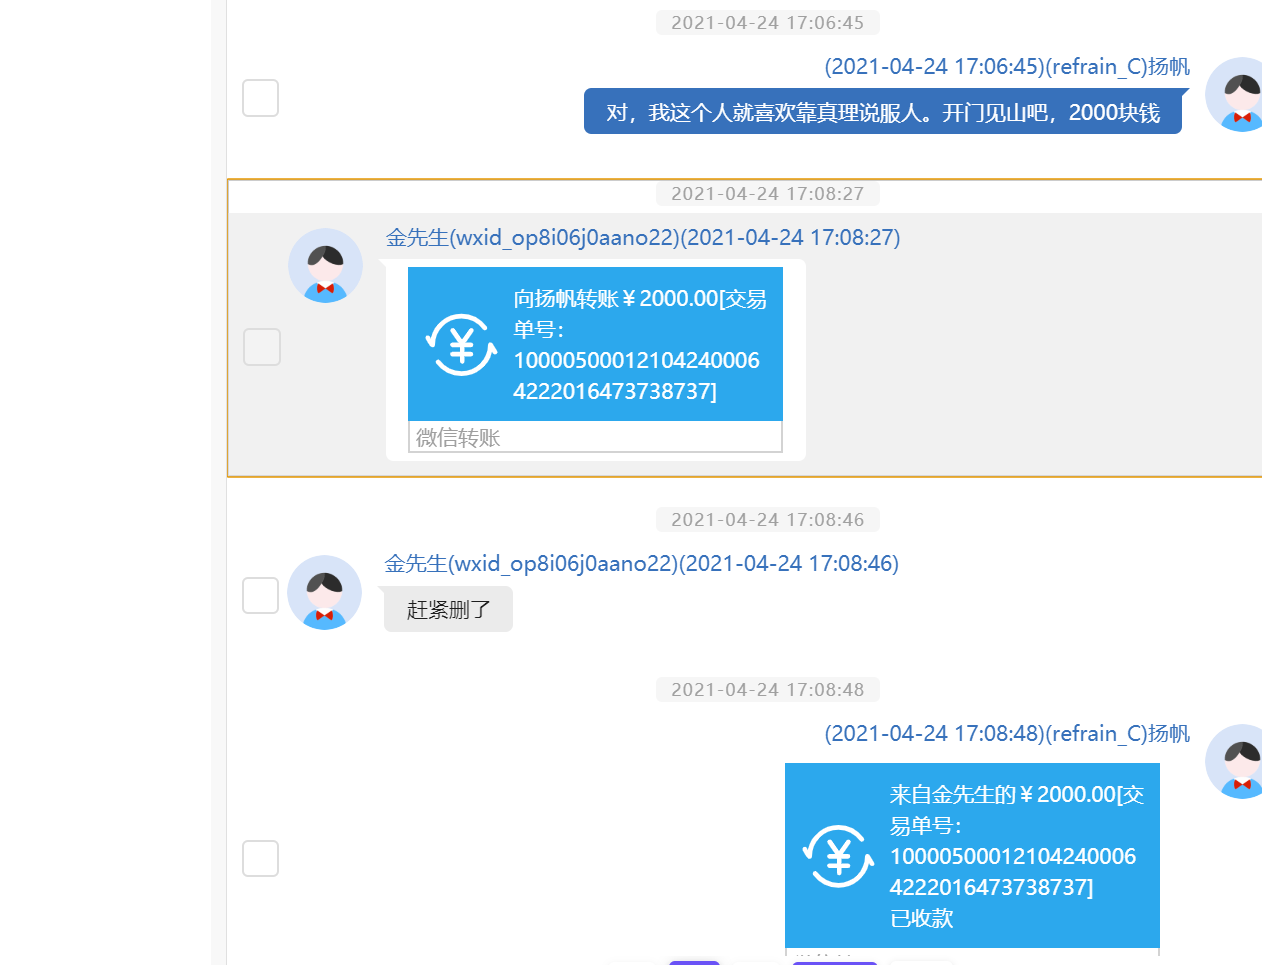 2021-04-24 17:06:45
(2021-04-24 17:06:45)(refrain_C)扬帆
对，我这个人就喜欢靠真理说服人。开门见山吧，2000块钱
2021-04-24 17:08:27
金先生(wxid_op8i06j0aano22)(2021-04-24 17:08:27)
向扬帆转账￥2000.00[交易
单号：
10000500012104240006
4222016473738737]
微信转账
2021-04-24 17:08:46
金先生(wxid_op8i06j0aano22)(2021-04-24 17:08:46)
赶紧删了
2021-04-24 17:08:48
(2021-04-24 17:08:48)(refrain_C)扬帆
来自金先生的￥2000.00[交
易单号：
10000500012104240006
4222016473738737]
已收款